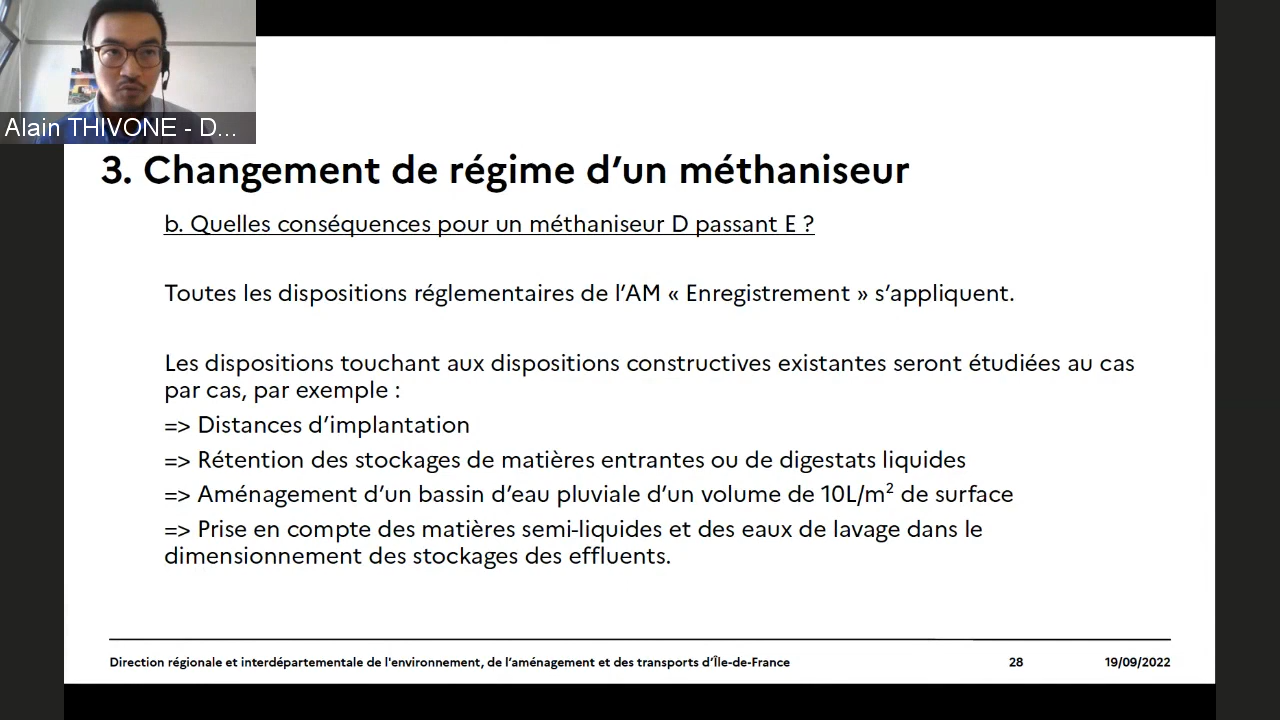 Alain THIVONE - D...
3. Changement de régime d’un méthaniseur
b. Quelles conséquences pour un méthaniseur D passant E ?
Toutes les dispositions réglementaires de l’AM « Enregistrement » s’appliquent.
Les dispositions touchant aux dispositions constructives existantes seront étudiées au cas
par cas, par exemple :
=> Distances d’implantation
=> Rétention des stockages de matières entrantes ou de digestats liquides
=> Aménagement d’un bassin d’eau pluviale d’un volume de 10L/m² de surface
=> Prise en compte des matières semi-liquides et des eaux de lavage dans le
dimensionnement des stockages des effluents.
Direction régionale et interdépartementale de l'environnement, de l’aménagement et des transports d’Île-de-France
28
19/09/2022